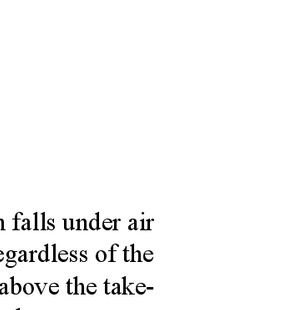 falls under air
egardless of the
above the take-